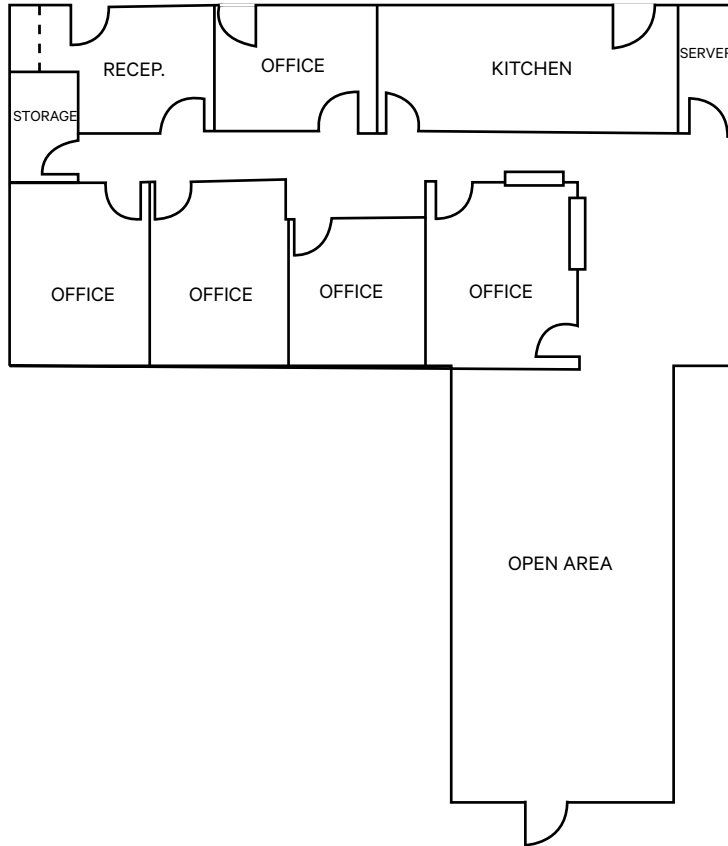 RECEP.
OFFICE
KITCHEN
SERVER
STORAGE
OFFICE
OFFICE
OFFICE
OFFICE
OPEN AREA